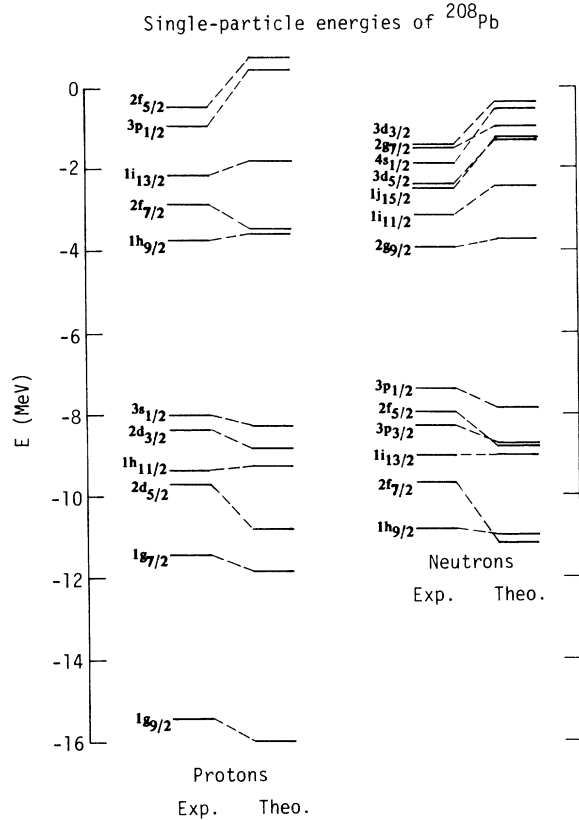 Single-particle energies of ²⁰⁸Pb
E (MeV)
0
-2
-4
-6
-8
-10
-12
-14
-16
2f5/2
3p1/2
1i13/2
2f7/2
1h9/2
3s1/2
2d3/2
1h11/2
2d5/2
1g7/2
1g9/2
Protons
Exp. Theo.
3d3/2
2g7/2
4s1/2
3d5/2
1j15/2
1i11/2
2g9/2
3p1/2
2f5/2
3p3/2
1i13/2
2f7/2
1h9/2
Neutrons
Exp. Theo.